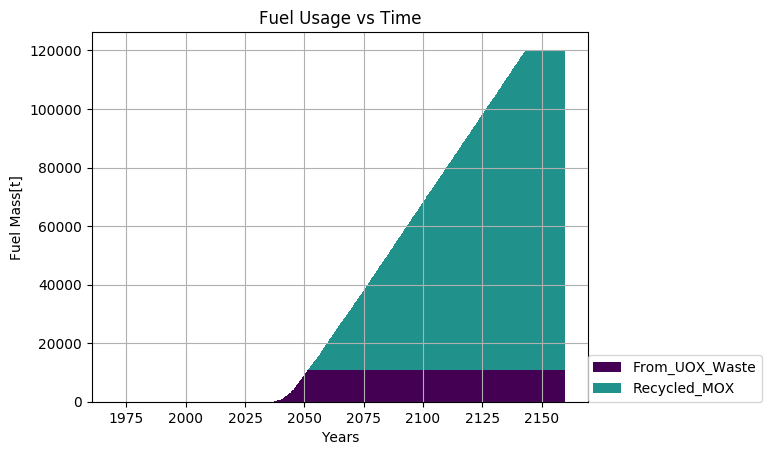 Fuel Usage vs Time
Fuel Mass[t]
120000
100000
80000
60000
40000
20000
0
1975 2000 2025 2050 2075 2100 2125 2150
Years
From_UOX_Waste
Recycled_MOX